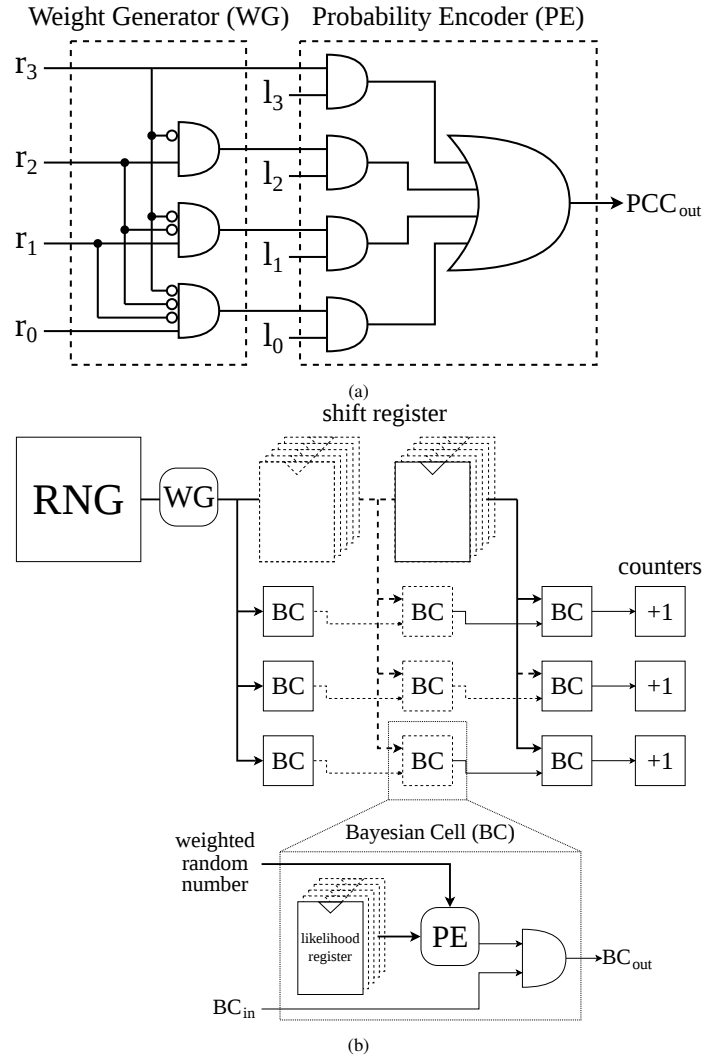 Weight Generator (WG) Probability Encoder (PE)
r3
l3
r2
l2
r1
l1
r0
l0
PCCout
(a)
shift register
RNG
WG
counters
BC BC BC +1
BC BC BC +1
BC BC BC +1
Bayesian Cell (BC)
weighted
random
number
likelihood
register
PE
BCout
BCin
(b)